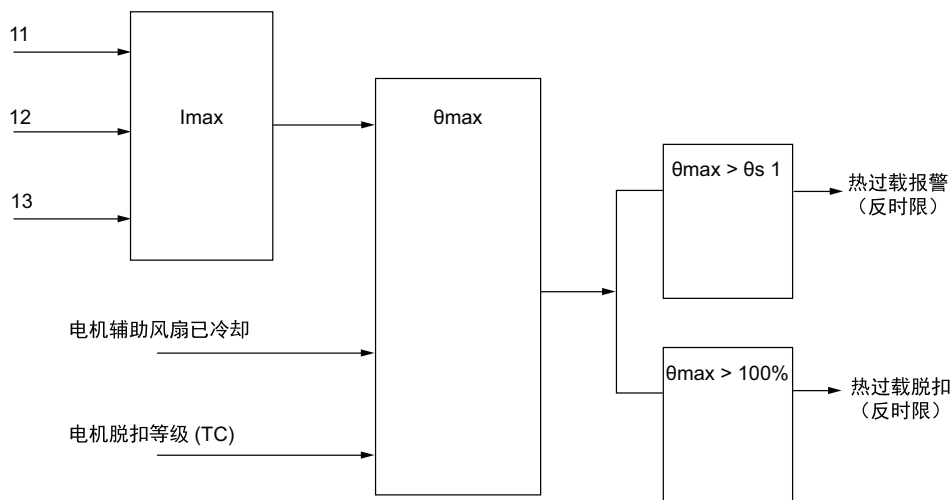 11
12
13
Imax
θmax
电机辅助风扇已冷却
电机脱扣等级 (TC)
θmax > θs 1
热过载报警
（反时限）
θmax > 100%
热过载脱扣
（反时限）